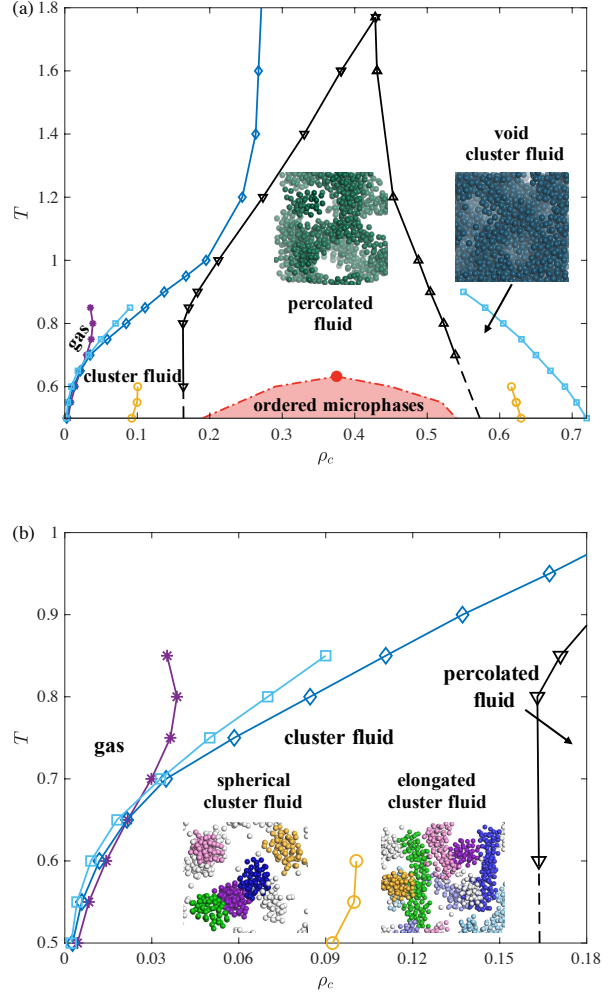 (a)
1.8
1.6
1.4
1.2
1
0.8
0.6
T
void
cluster fluid
percolated
fluid
gas
cluster fluid
ordered microphases
0 0.1 0.2 0.3 0.4 0.5 0.6 0.7
ρc
(b)
1
0.9
0.8
0.7
0.6
0.5
T
percolated
fluid
gas
cluster fluid
spherical
cluster fluid
elongated
cluster fluid
0 0.03 0.06 0.09 0.12 0.15 0.18
ρc